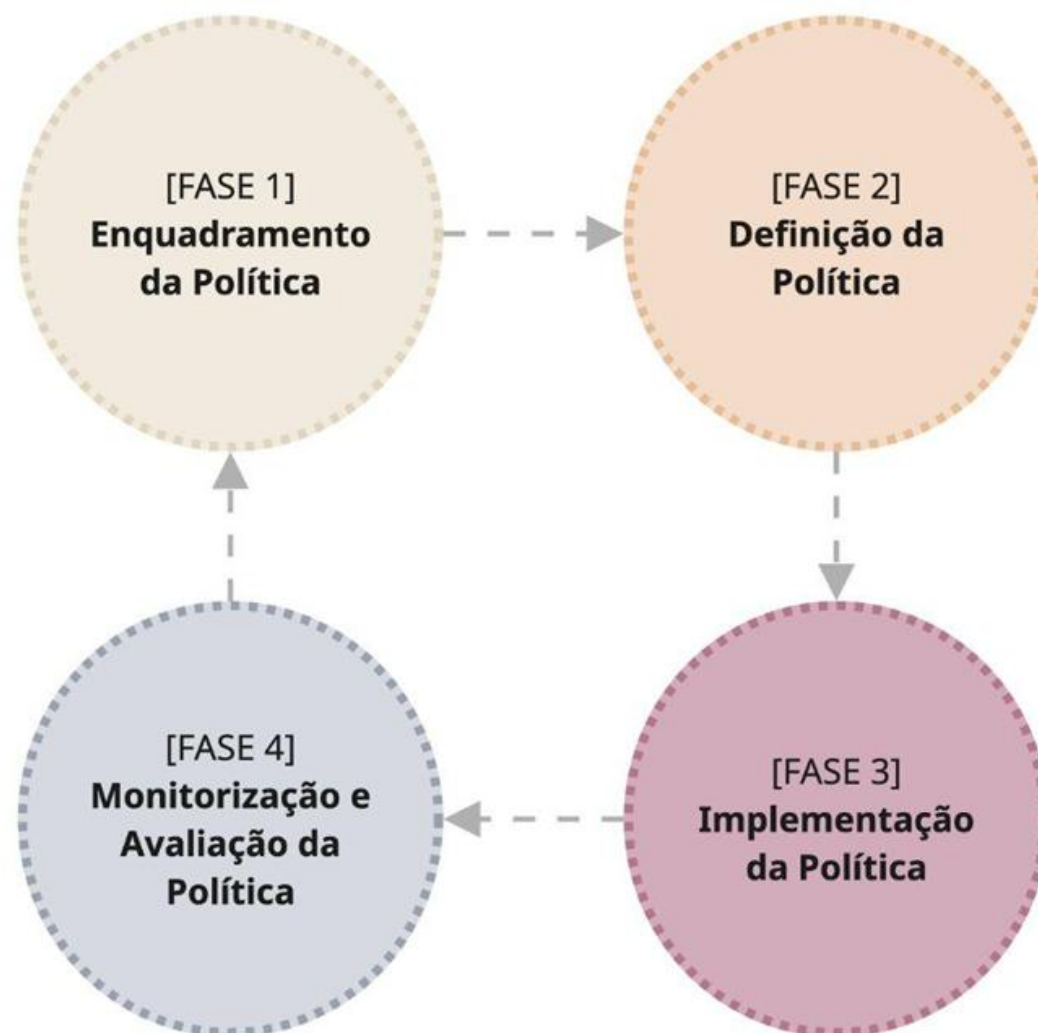 [FASE 1]
Enquadramento
da Política
[FASE 2]
Definição da
Política
[FASE 3]
Implementação
da Política
[FASE 4]
Monitorização e
Avaliação da
Política